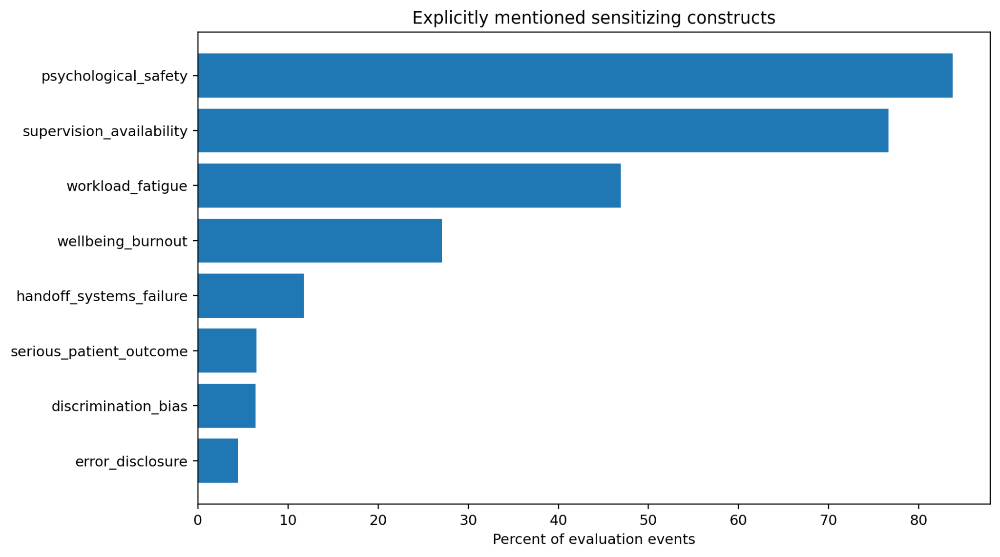 Explicitly mentioned sensitizing constructs
psychological_safety
supervision_availability
workload_fatigue
wellbeing_burnout
handoff_systems_failure
serious_patient_outcome
discrimination_bias
error_disclosure
0 10 20 30 40 50 60 70 80
Percent of evaluation events